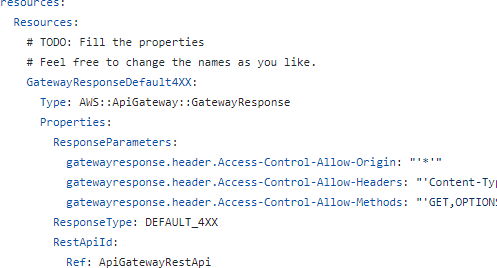 resources:
Resources:
# TODO: Fill the properties
# Feel free to change the names as you like.
GatewayResponseDefault4XX:
Type: AWS::ApiGateway::GatewayResponse
Properties:
ResponseParameters:
gatewayresponse.header.Access-Control-Allow-Origin: "'*'"
gatewayresponse.header.Access-Control-Allow-Headers: "'Content-Typ
gatewayresponse.header.Access-Control-Allow-Methods: "'GET,OPTIONS
ResponseType: DEFAULT_4XX
RestApiId:
Ref: ApiGatewayRestApi